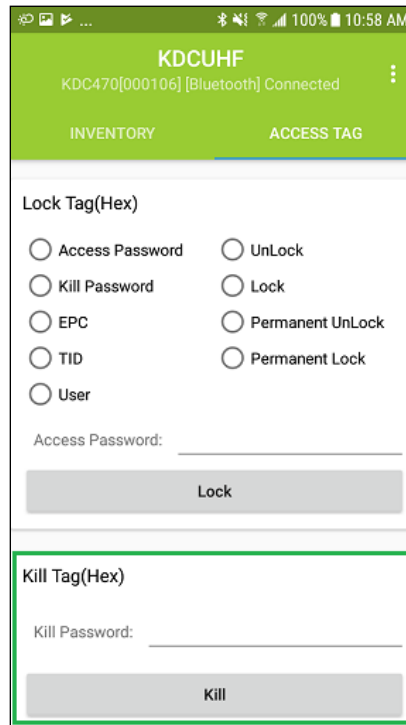 ... 100% 10:58 AM
KDCUHF
KDC470[000106] [Bluetooth] Connected
INVENTORY ACCESS TAG
Lock Tag(Hex)
Access Password UnLock
Kill Password Lock
EPC Permanent UnLock
TID Permanent Lock
User
Access Password:
Lock
Kill Tag(Hex)
Kill Password:
Kill